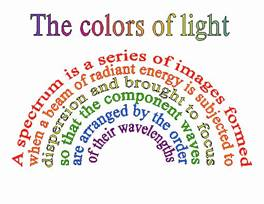 The colors of light
A spectrum is a series of images formed
when a beam of radiant energy is subjected to
dispersion and brought to focus
so that the component waves
are arranged by the order
of their wavelengths